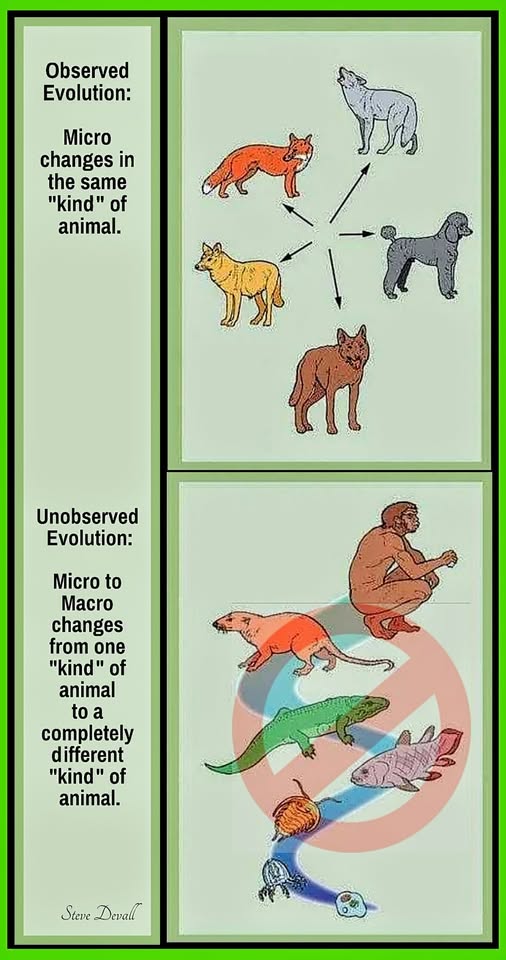 Observed
Evolution:
Micro
changes in
the same
"kind" of
animal.
Unobserved
Evolution:
Micro to
Macro
changes
from one
"kind" of
animal
to a
completely
different
"kind" of
animal.
Steve Devall